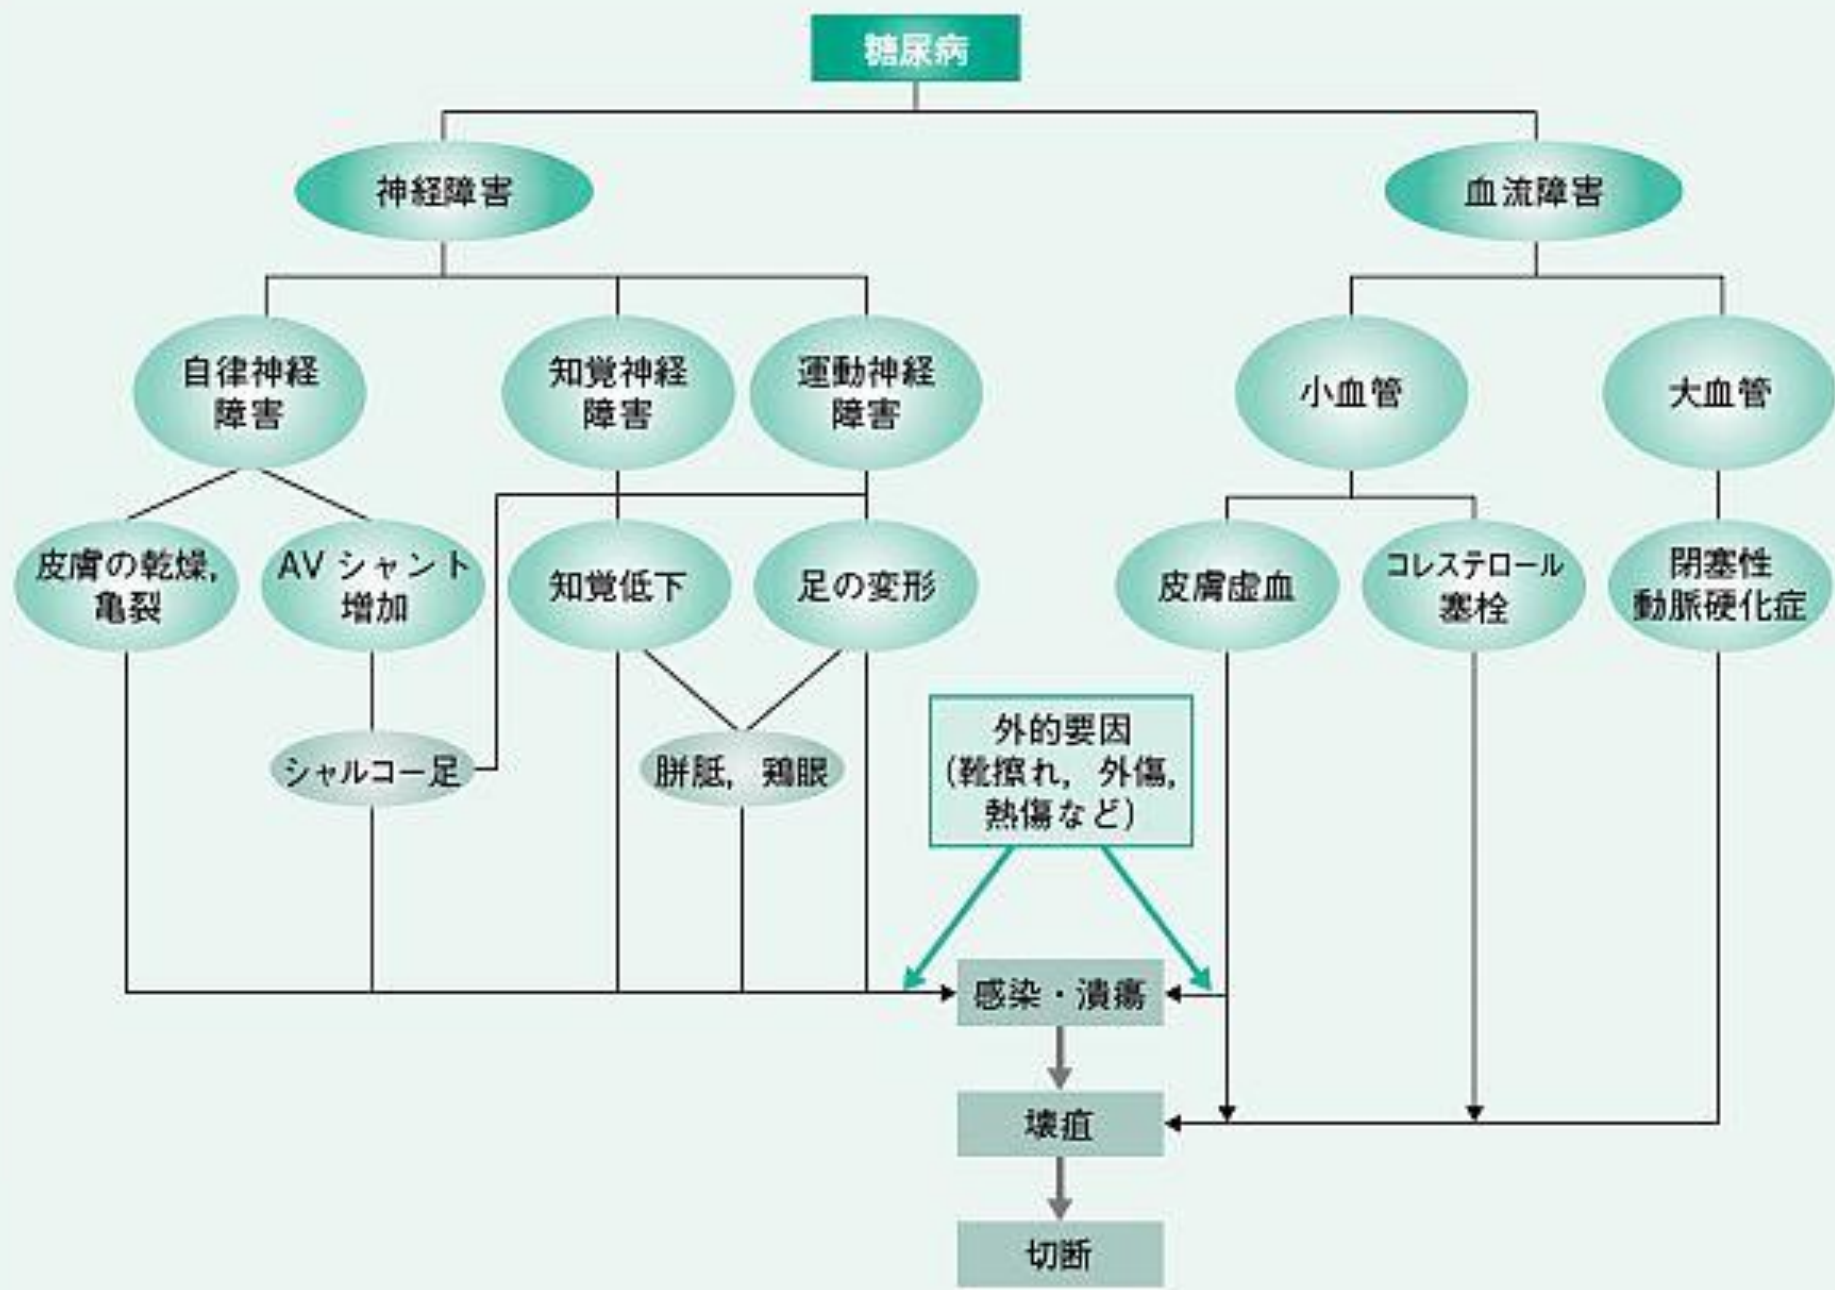 糖尿病
神経障害
血流障害
自律神経
障害
知覚神経
障害
運動神経
障害
小血管
大血管
皮膚の乾燥,
亀裂
AVシャント
増加
知覚低下
足の変形
皮膚虚血
コレステロール
塞栓
閉塞性
動脈硬化症
シャルコー足
胼胝, 鶏眼
外的要因
(靴擦れ, 外傷,
熱傷など)
感染・潰瘍
壊疽
切断